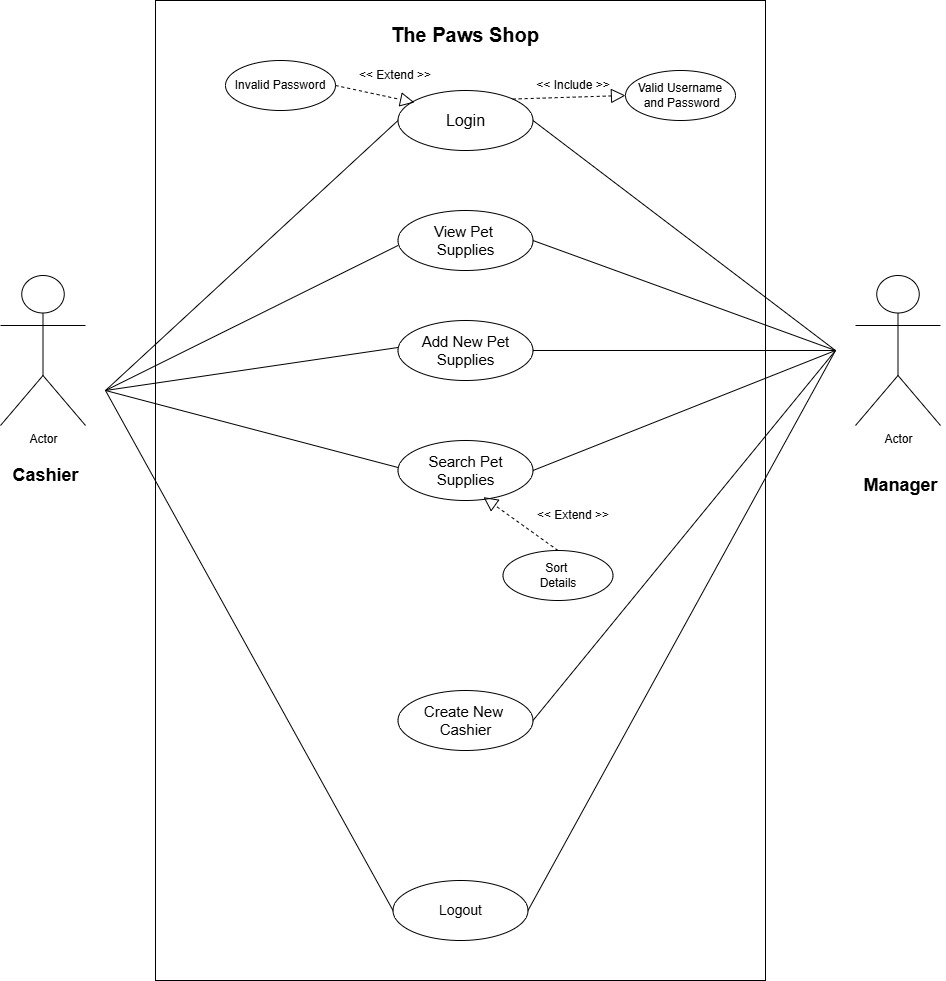 The Paws Shop
<< Extend >>
<< Include >>
Invalid Password
Valid Username
and Password
Login
View Pet
Supplies
Add New Pet
Supplies
Actor
Cashier
Actor
Manager
Search Pet
Supplies
<< Extend >>
Sort
Details
Create New
Cashier
Logout